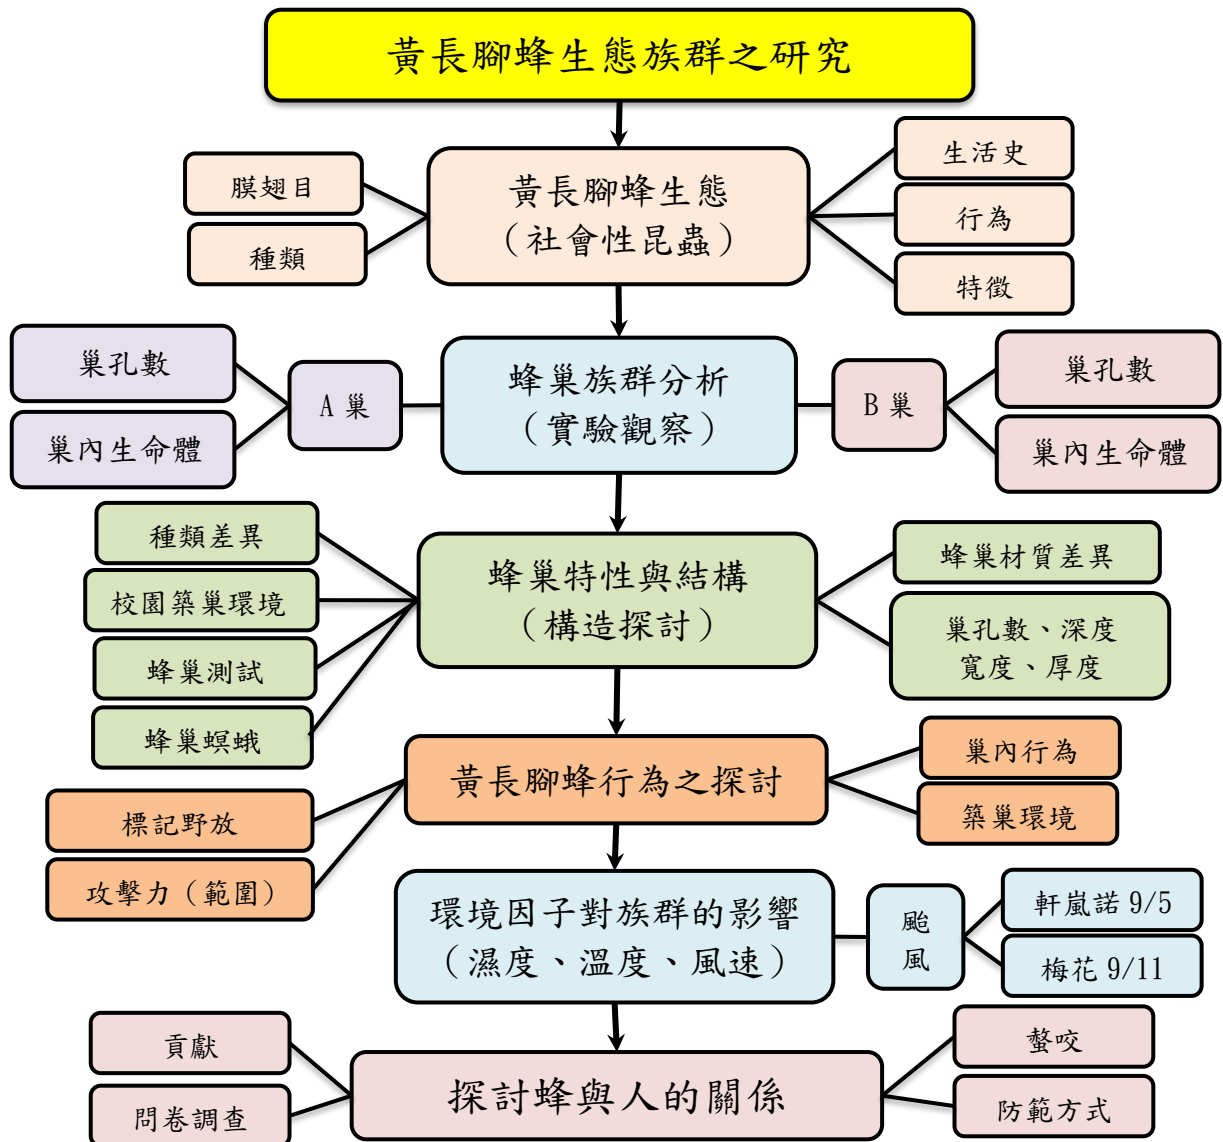 黃長腳蜂生態族群之研究
膜翅目
種類
黃長腳蜂生態
（社會性昆蟲）
生活史
行為
特徵
巢孔數
巢內生命體
A 巢
蜂巢族群分析
（實驗觀察）
B 巢
巢孔數
巢內生命體
種類差異
校園築巢環境
蜂巢測試
蜂巢螟蛾
蜂巢特性與結構
（構造探討）
蜂巢材質差異
巢孔數、深度
寬度、厚度
標記野放
攻擊力（範圍）
黃長腳蜂行為之探討
巢內行為
築巢環境
環境因子對族群的影響
（濕度、溫度、風速）
颱
風
軒嵐諾 9/5
梅花 9/11
貢獻
問卷調查
探討蜂與人的關係
螫咬
防範方式